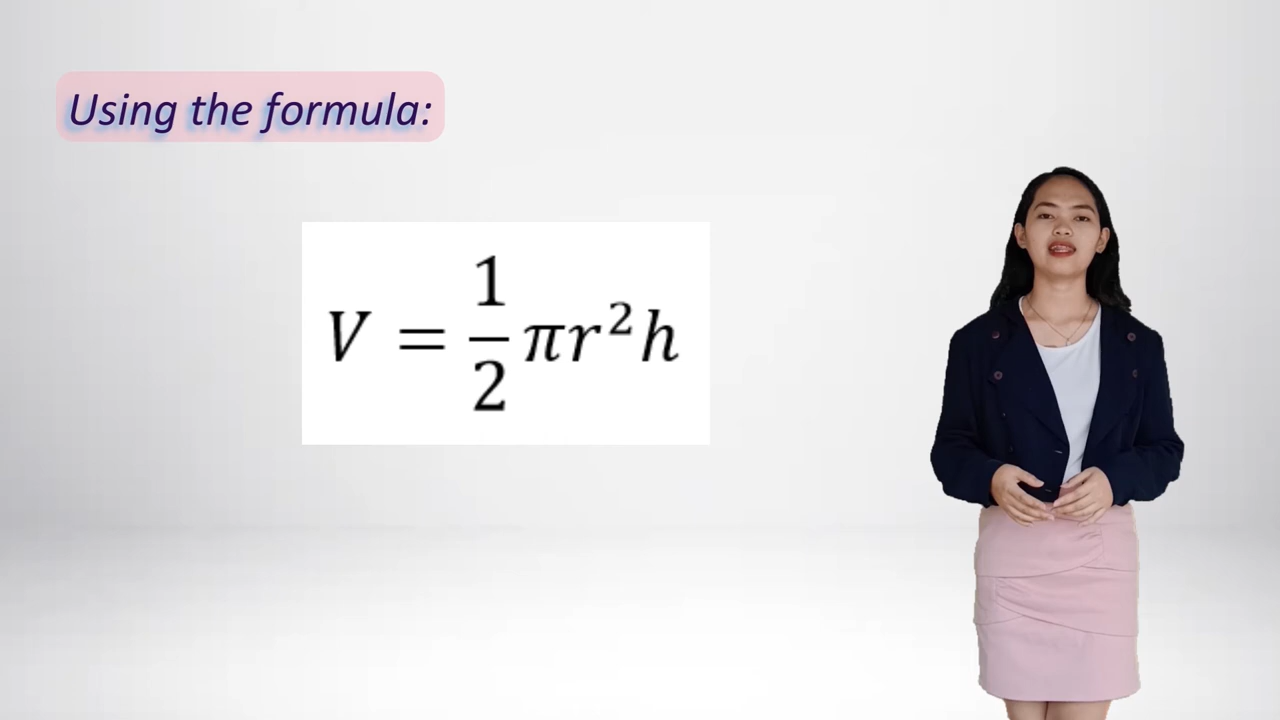 Using the formula:
V = 1/2 πr²h